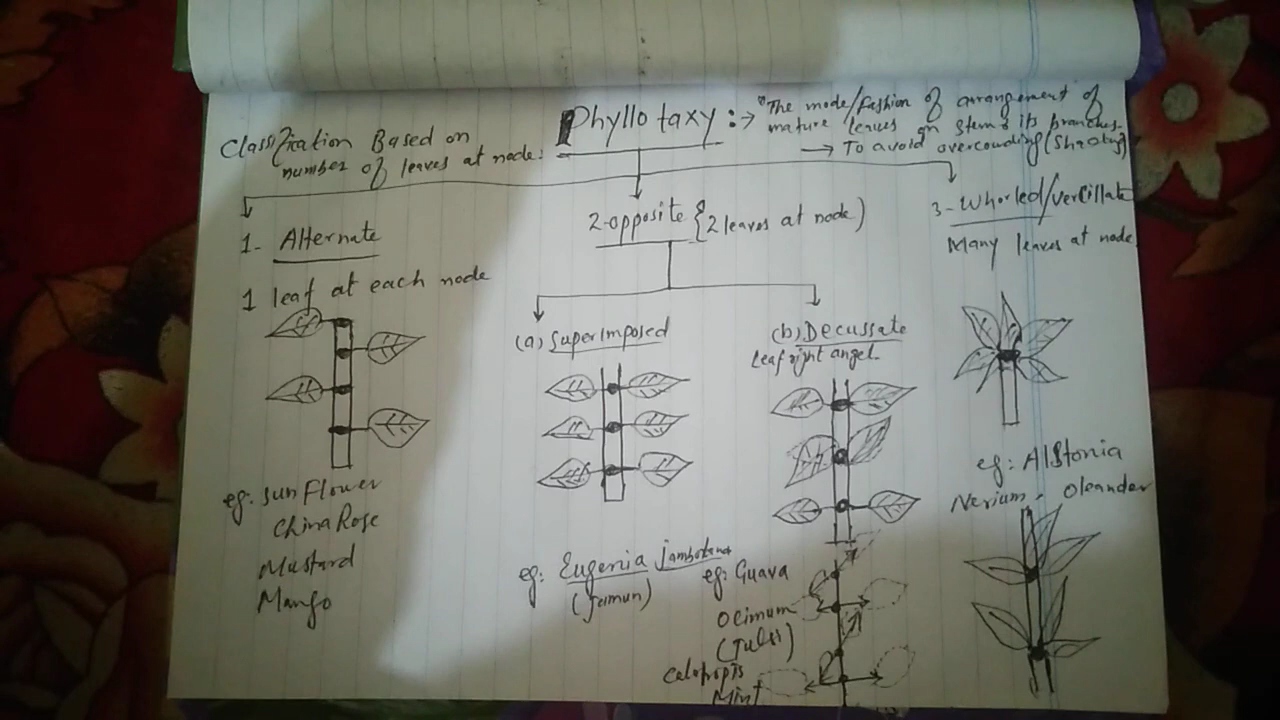 Phyllotaxy :→ "The mode/fashion of arrangement of
mature leaves on stem & its branches.
→ To avoid overcouding (Shading)
Classification Based on
number of leaves at node.
1- Alternate
1 leaf at each node
eg: sun Flower
China Rose
Mustard
Mango
2-opposite {2 leaves at node)
(a) Superimposed
eg: Eugenia jambolana
(Jamun)
(b) Decussate
leaf right angel.
eg: Guava
Ocimum
(Tulsi)
Calotropis
Mint
3- Whorled/verticillate
Many leaves at node
eg: Alstonia
Nerium, Oleander